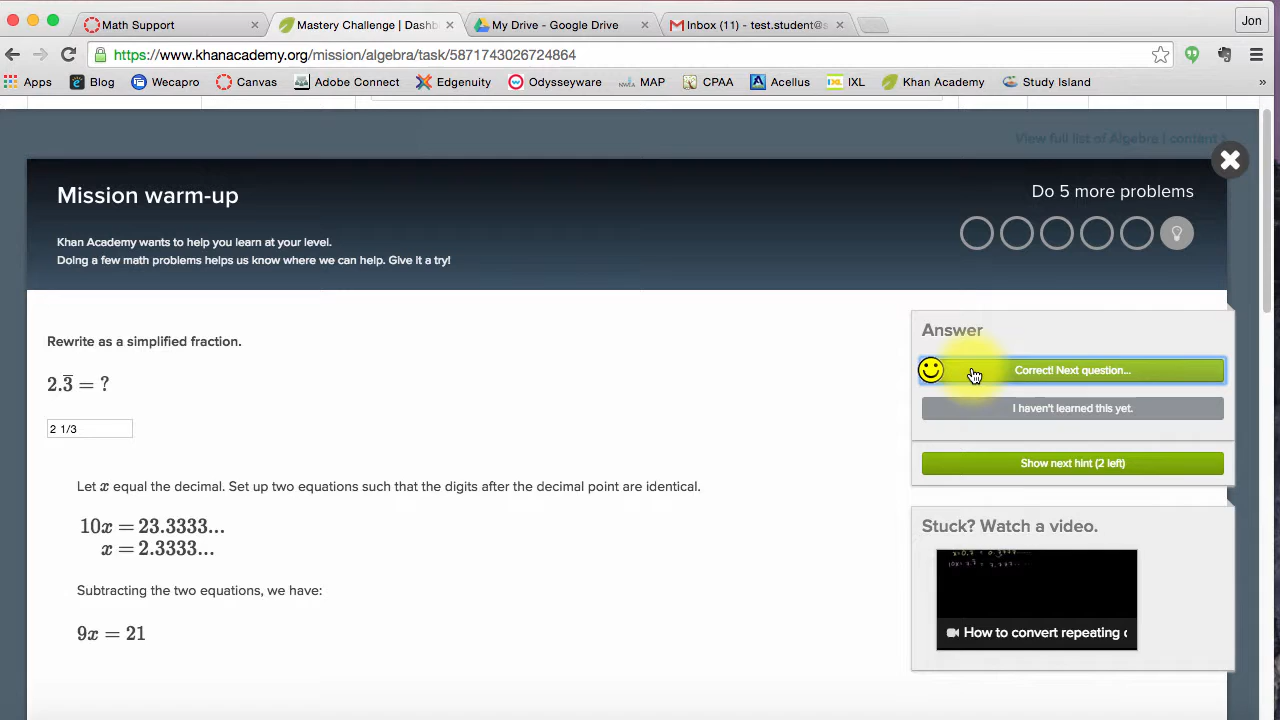 Math Support
Mastery Challenge | Dashb
My Drive - Google Drive
Inbox (11) - test.student@s
Jon
https://www.khanacademy.org/mission/algebra/task/5871743026724864
Apps
Blog
Wecapro
Canvas
Adobe Connect
Edgenuity
Odysseyware
MAP
CPAA
Acellus
IXL
Khan Academy
Study Island
»
View full list of Algebra I content ›
Mission warm-up
Do 5 more problems
Khan Academy wants to help you learn at your level.
Doing a few math problems helps us know where we can help. Give it a try!
Rewrite as a simplified fraction.
2.3̅ = ?
2 1/3
Let x equal the decimal. Set up two equations such that the digits after the decimal point are identical.
10x = 23.3333...
x = 2.3333...
Subtracting the two equations, we have:
9x = 21
Answer
Correct! Next question...
I haven't learned this yet.
Show next hint (2 left)
Stuck? Watch a video.
How to convert repeating d